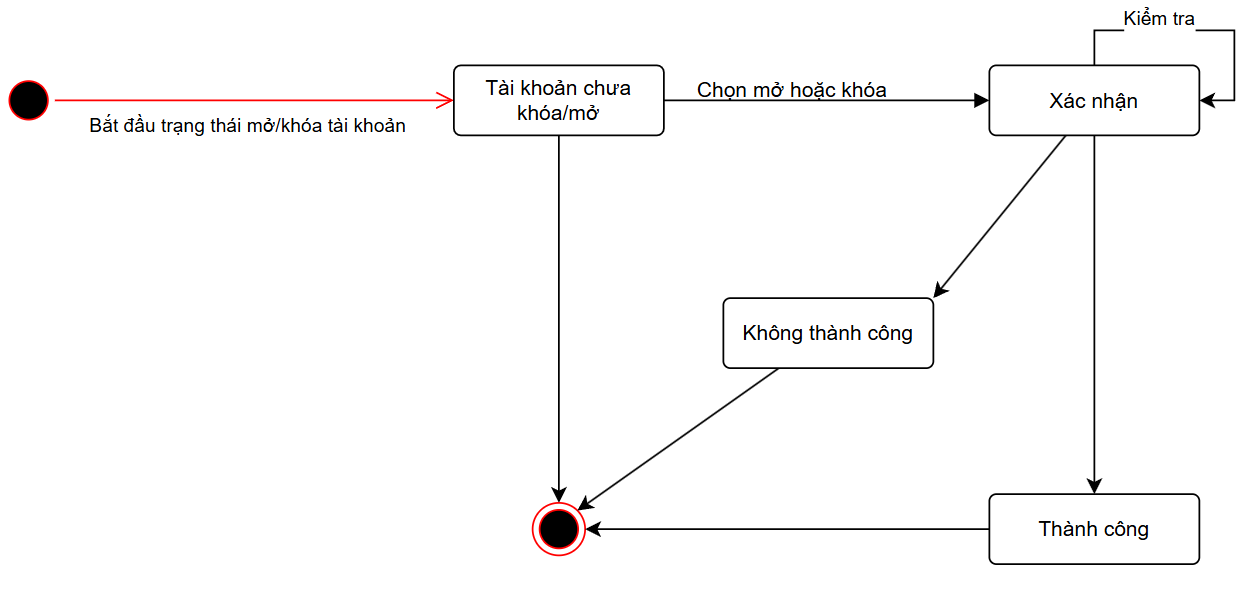 Kiểm tra
Tài khoản chưa
khóa/mở
Chọn mở hoặc khóa
Xác nhận
Bắt đầu trạng thái mở/khóa tài khoản
Không thành công
Thành công